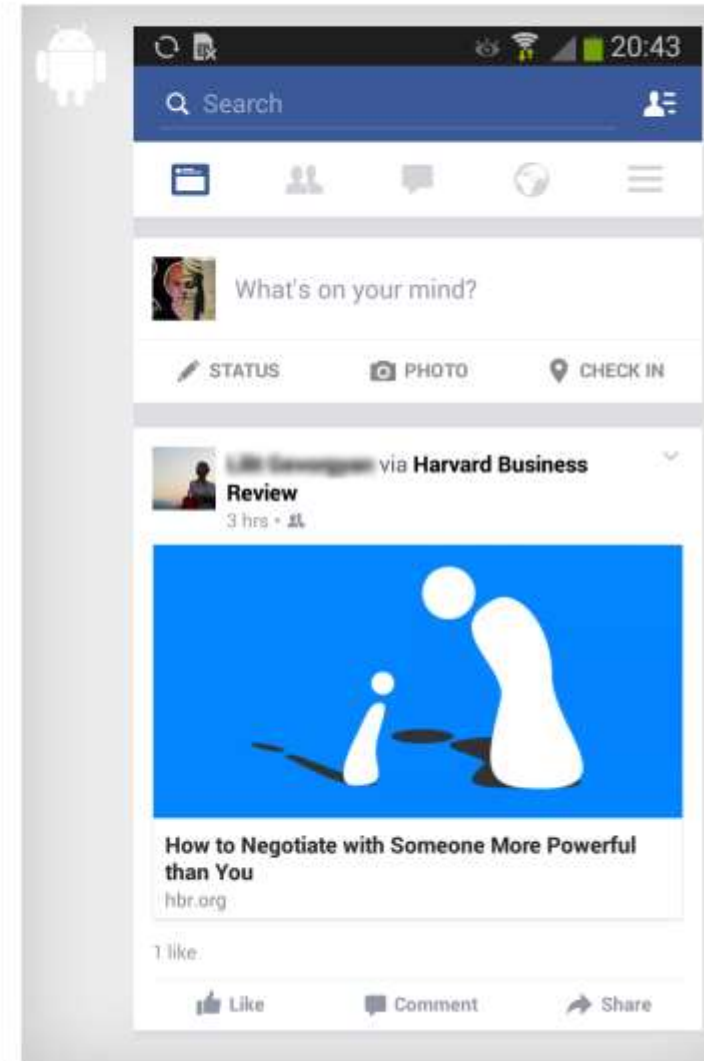 20:43
Search
What's on your mind?
STATUS PHOTO CHECK IN
via Harvard Business
Review
3 hrs •
How to Negotiate with Someone More Powerful
than You
hbr.org
1 like
Like Comment Share